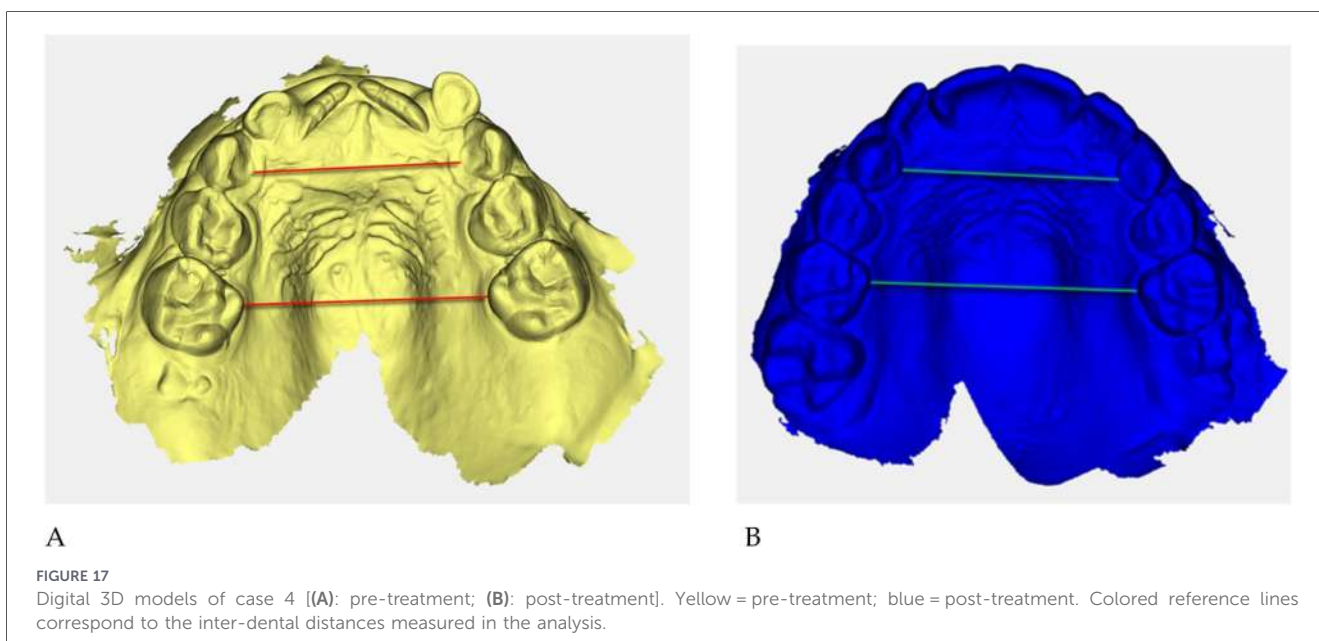 A
B
FIGURE 17
Digital 3D models of case 4 [(A): pre-treatment; (B): post-treatment]. Yellow = pre-treatment; blue = post-treatment. Colored reference lines
correspond to the inter-dental distances measured in the analysis.